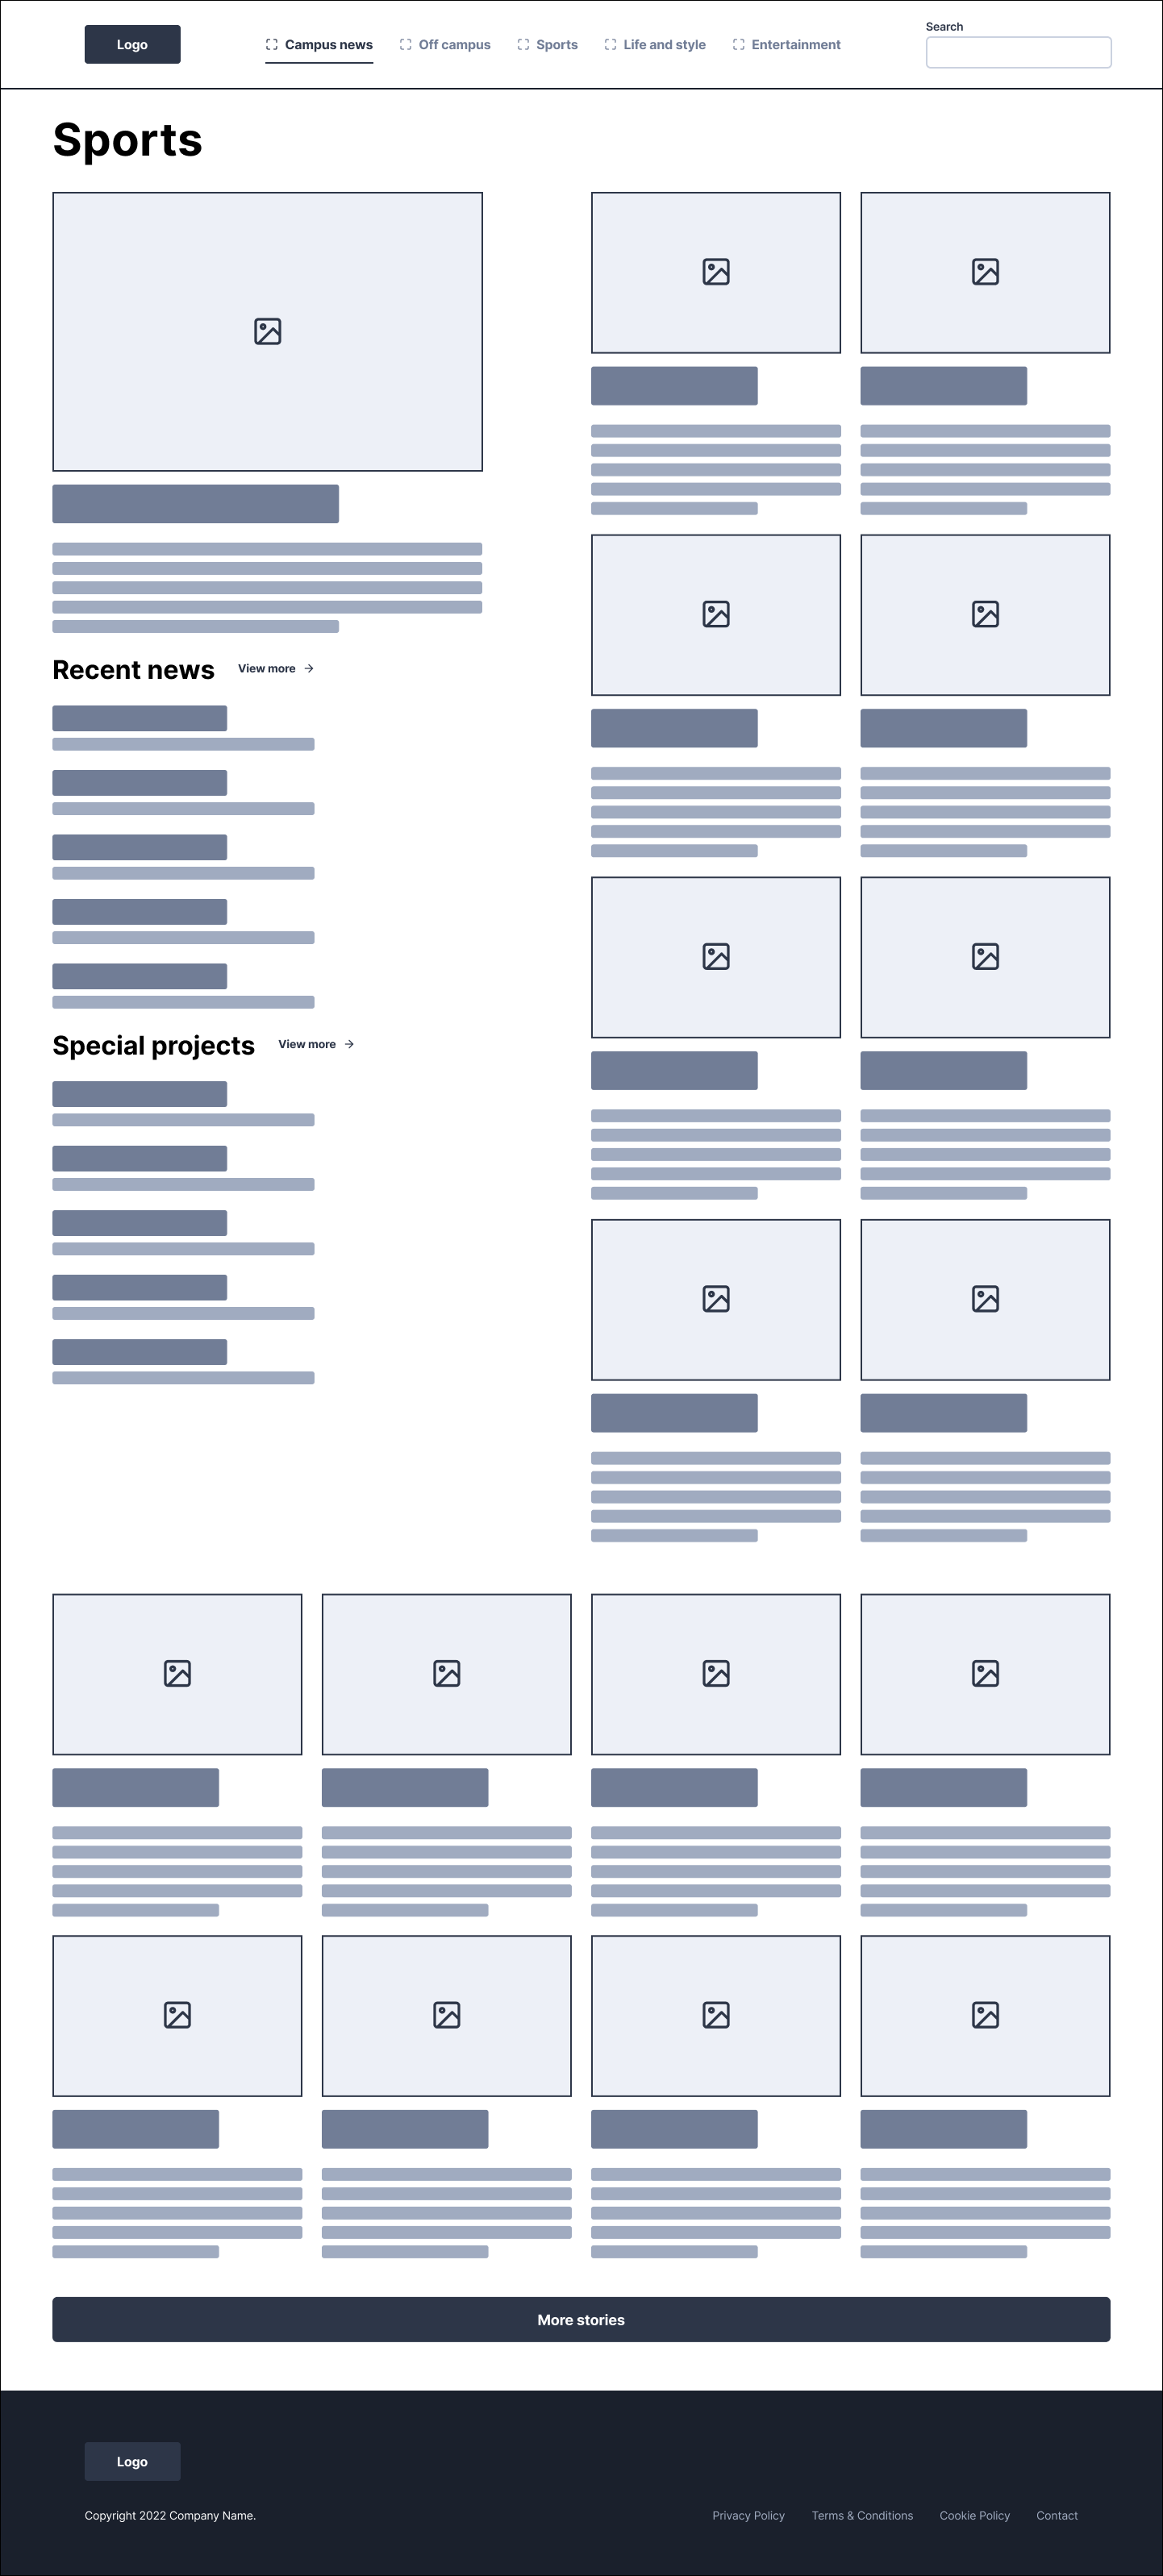 Logo
Campus news
Off campus
Sports
Life and style
Entertainment
Search
Sports
Recent news
View more
Special projects
View more
More stories
Logo
Copyright 2022 Company Name.
Privacy Policy
Terms & Conditions
Cookie Policy
Contact